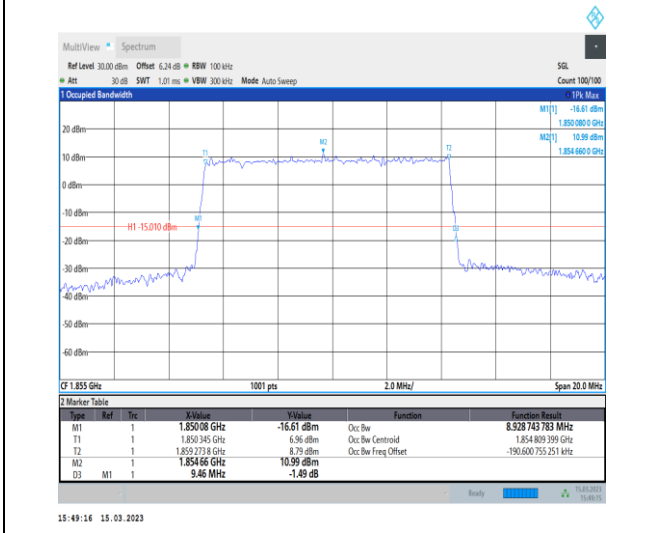 MultiView Spectrum
Ref Level 30.00 dBm Offset 6.24 dB RBW 100 kHz SGL
Att 30 dB SWT 1.01 ms VBW 300 kHz Mode Auto Sweep Count 100/100
1 Occupied Bandwidth 1Pk Max
M1[1] -16.61 dBm
1.850 080 0 GHz
20 dBm
M2[1] 10.99 dBm
1.854 660 0 GHz
M2
T1 T2
10 dBm
0 dBm
-10 dBm
M1
H1 -15.010 dBm
D3
-20 dBm
-30 dBm
-40 dBm
-50 dBm
-60 dBm
CF 1.855 GHz 1001 pts 2.0 MHz/ Span 20.0 MHz
2 Marker Table
Type Ref Trc X-Value Y-Value Function Function Result
M1 1 1.85008 GHz -16.61 dBm Occ Bw 8.928 743 783 MHz
T1 1 1.850 345 GHz 6.96 dBm Occ Bw Centroid 1.854 809 399 GHz
T2 1 1.859 273 8 GHz 8.79 dBm Occ Bw Freq Offset -190.600 755 251 kHz
M2 1 1.854 66 GHz 10.99 dBm
D3 M1 1 9.46 MHz -1.49 dB
Ready 15.03.2023
15:49:15
15:49:16 15.03.2023